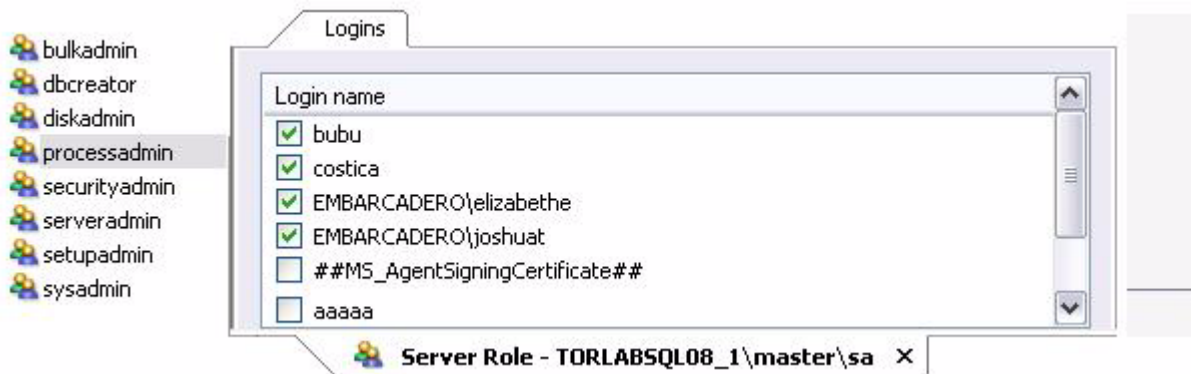 bulkadmin
dbcreator
diskadmin
processadmin
securityadmin
serveradmin
setupadmin
sysadmin
Logins
Login name
bubu
costica
EMBARCADERO\elizabethe
EMBARCADERO\joshuat
##MS_AgentSigningCertificate##
aaaaa
Server Role - TORLABSQL08_1\master\sa